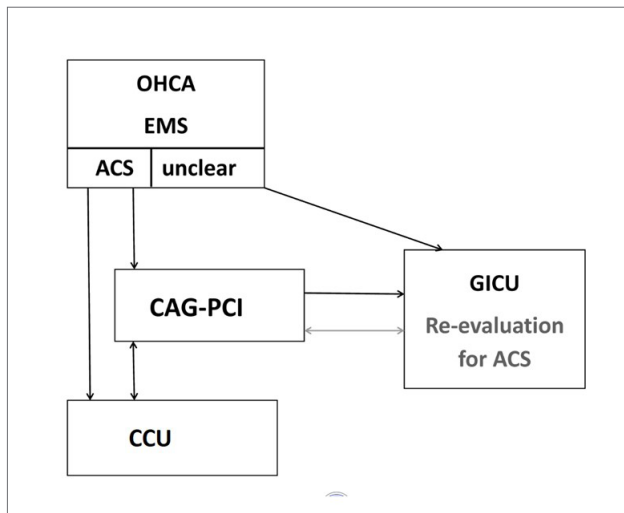 OHCA
EMS
ACS unclear
CAG-PCI
GICU
Re-evaluation
for ACS
CCU